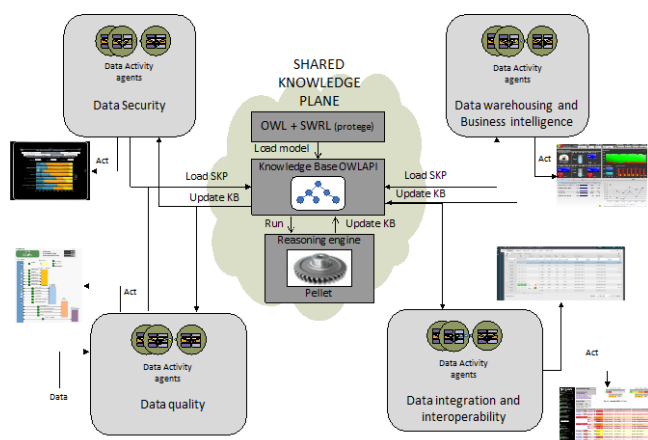 Data Activity
agents
Data Security
SHARED
KNOWLEDGE
PLANE
Data Activity
agents
Data warehousing and
Business intelligence
OWL + SWRL (protege)
Load model
Knowledge Base OWLAPI
Act
Load SKP
Update KB
Load SKP
Update KB
Act
Run
Update KB
Reasoning engine
Pellet
Act
Act
Data
Data Activity
agents
Data quality
Data Activity
agents
Data integration and
interoperability
Act